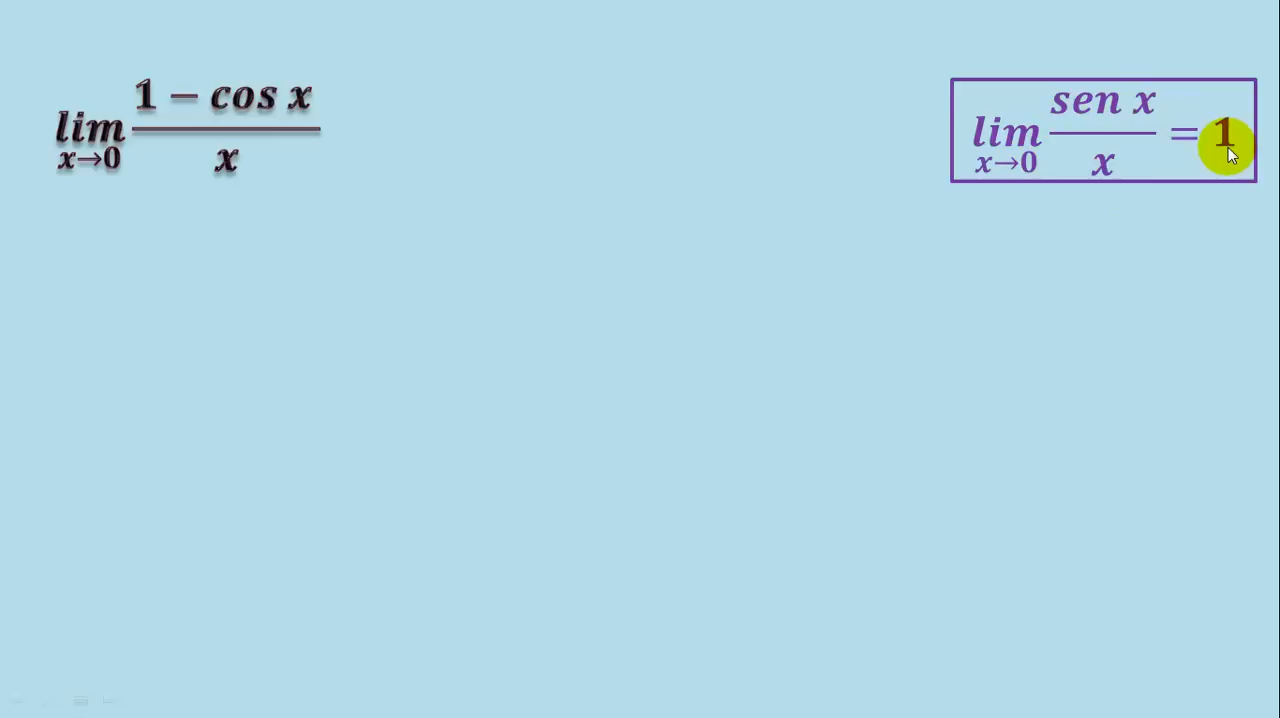 lim x→0 (1 − cos x)/x
lim x→0 (sen x)/x = 1